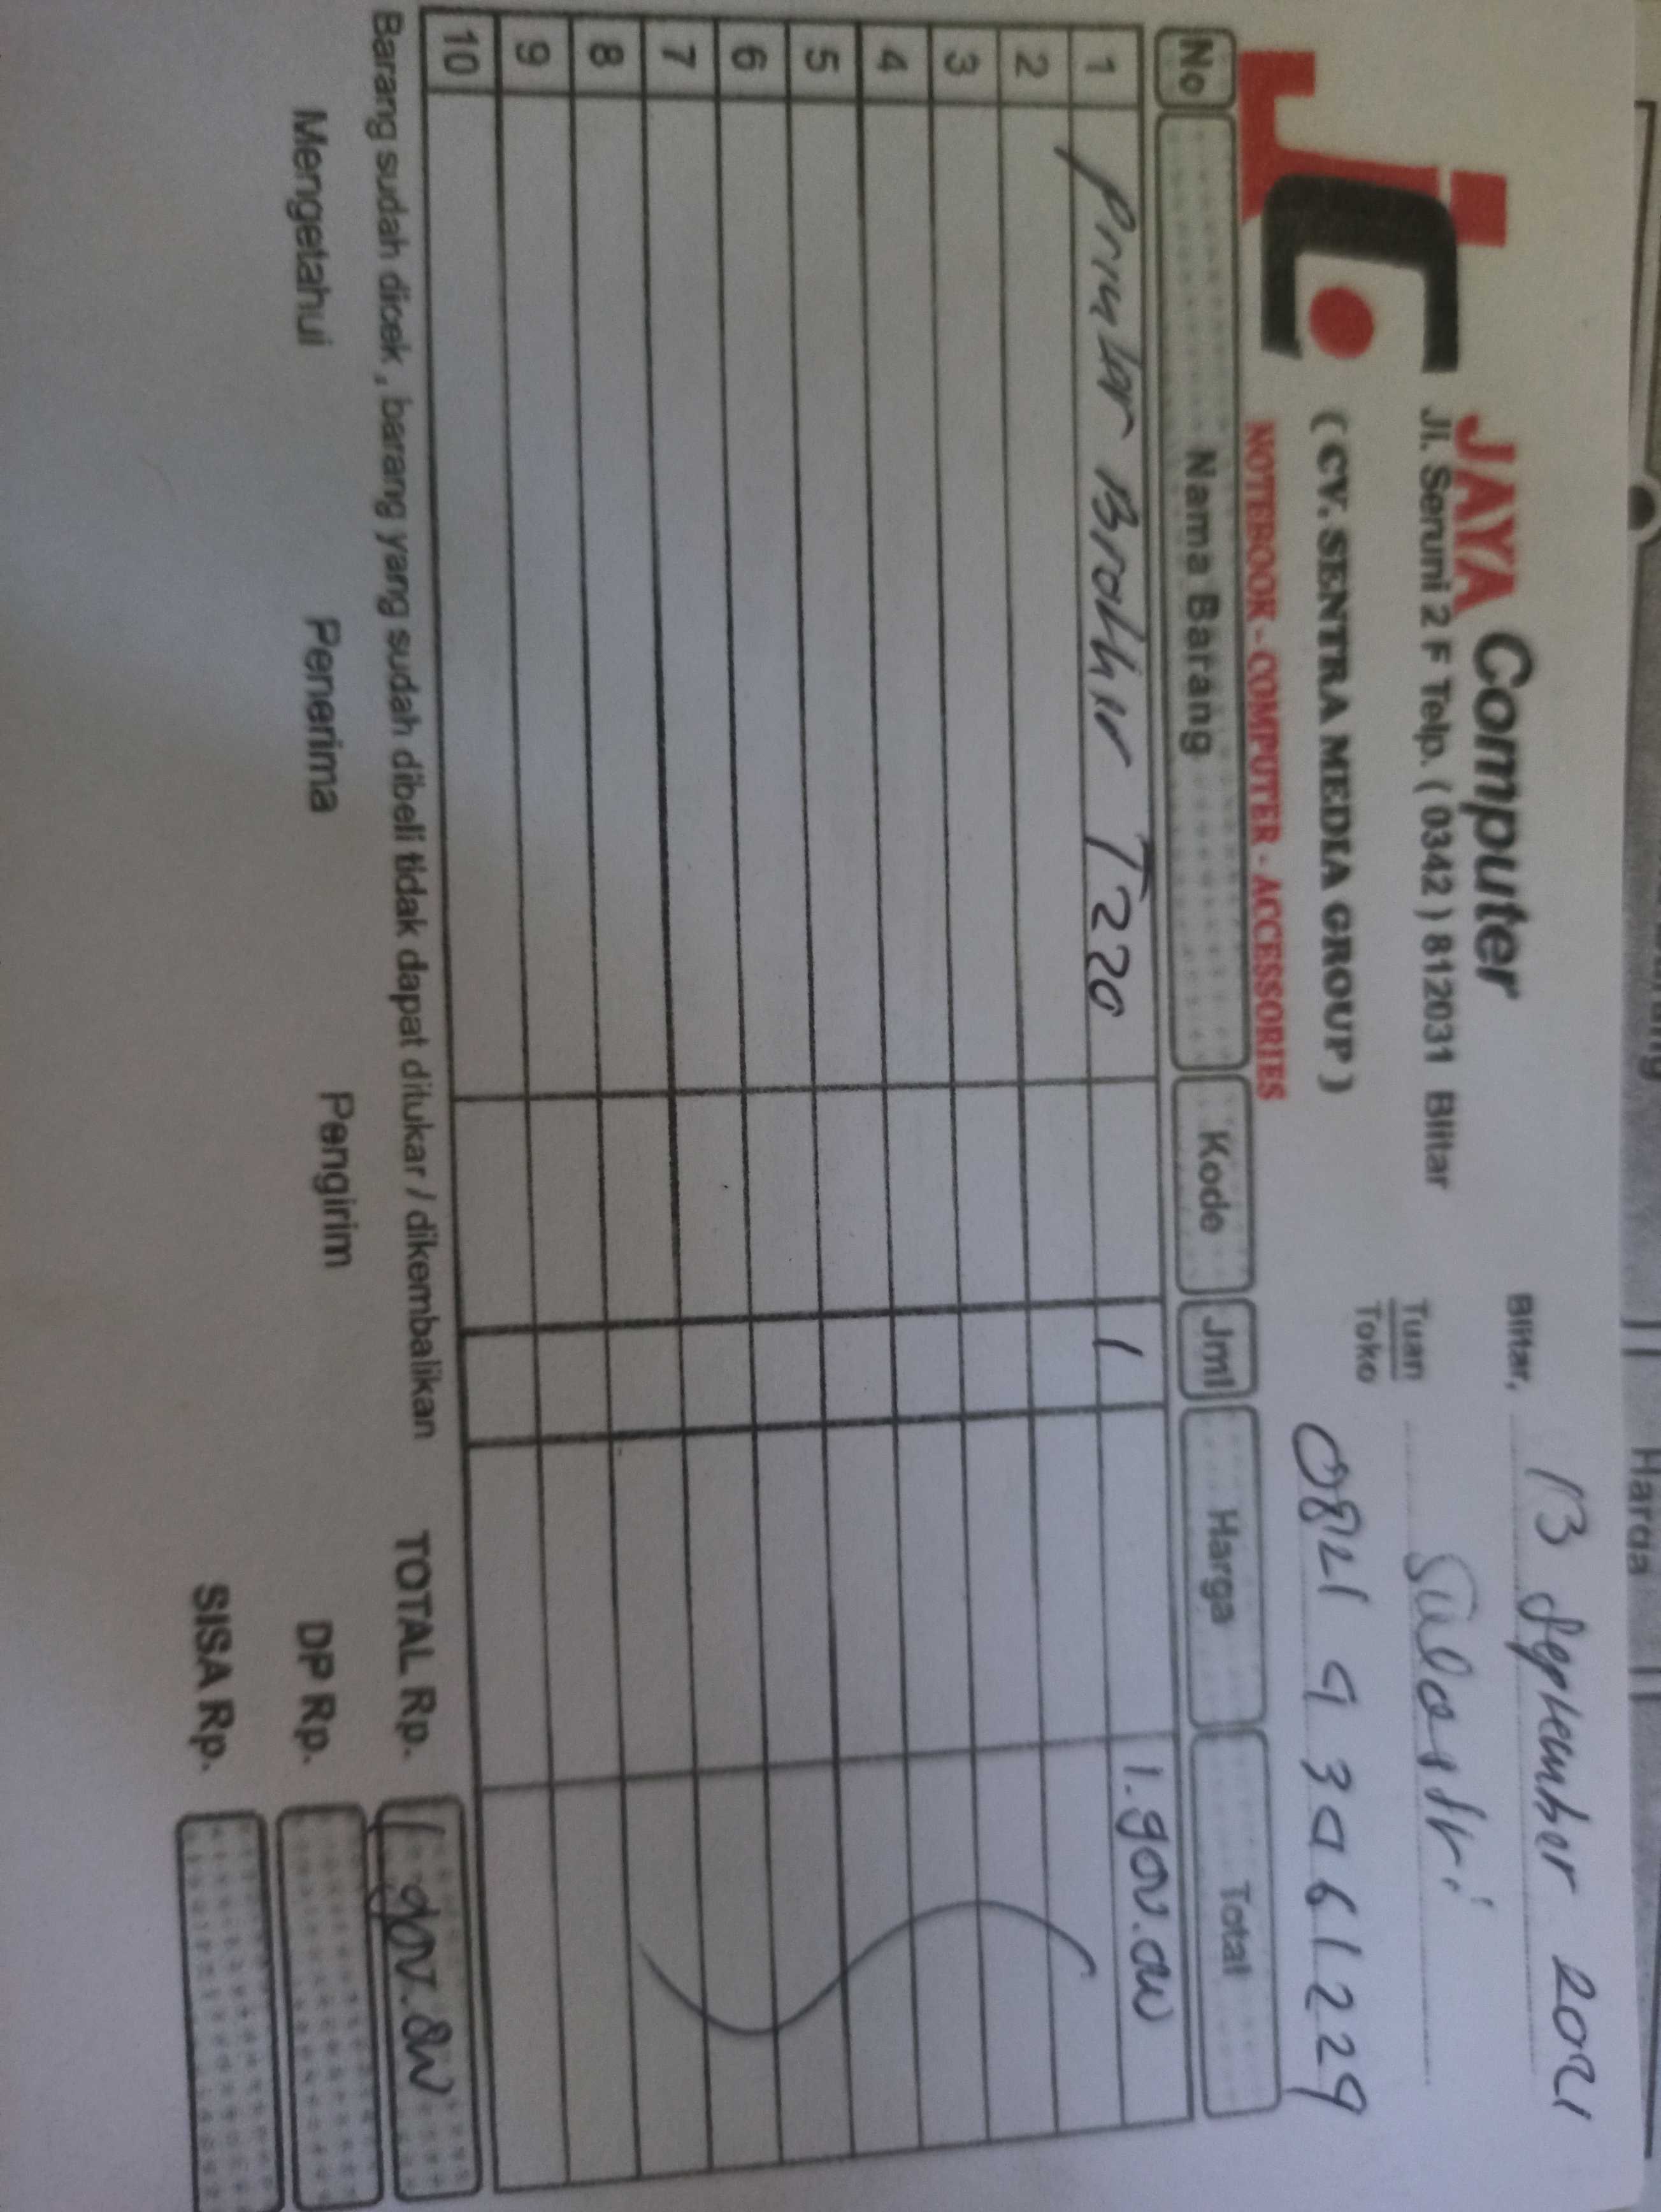 JAYA Computer
Jl. Seruni 2 F Telp. ( 0342 ) 812031 Blitar
( CV. SENTRA MEDIA GROUP )
NOTEBOOK - COMPUTER - ACCESSORIES
Blitar, 13 September 2021
Tuan
Toko
Sulastri
No Nama Barang Kode Jml Harga Total
1 Printer Brother T220 1 1.900.000
2
3
4
5
6
7
8
9
10
Barang sudah dicek , barang yang sudah dibeli tidak dapat ditukar / dikembalikan
TOTAL Rp. 1.900.000
Mengetahui Penerima Pengirim
DP Rp.
SISA Rp.
Harga